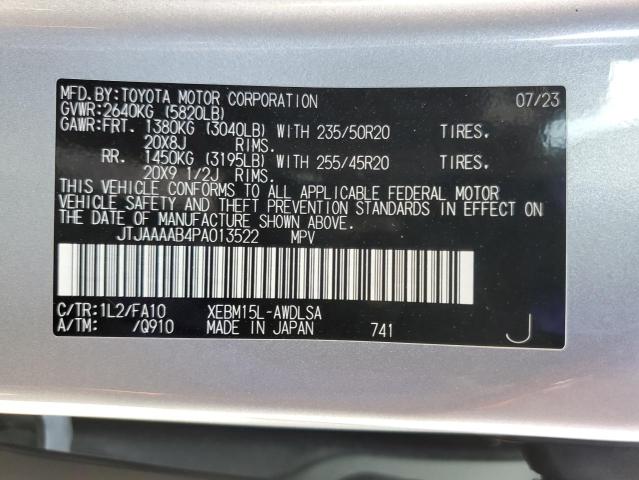 MFD.BY:TOYOTA MOTOR CORPORATION 07/23
GVWR:2640KG (5820LB)
GAWR:FRT. 1380KG (3040LB) WITH 235/50R20 TIRES.
20X8J RIMS.
RR. 1450KG (3195LB) WITH 255/45R20 TIRES.
20X9 1/2J RIMS.
THIS VEHICLE CONFORMS TO ALL APPLICABLE FEDERAL MOTOR
VEHICLE SAFETY AND THEFT PREVENTION STANDARDS IN EFFECT ON
THE DATE OF MANUFACTURE SHOWN ABOVE.
JTJAAAAB4PA013522 MPV
C/TR:1L2/FA10 XEBM15L-AWDLSA
A/TM: /Q910 MADE IN JAPAN 741 J